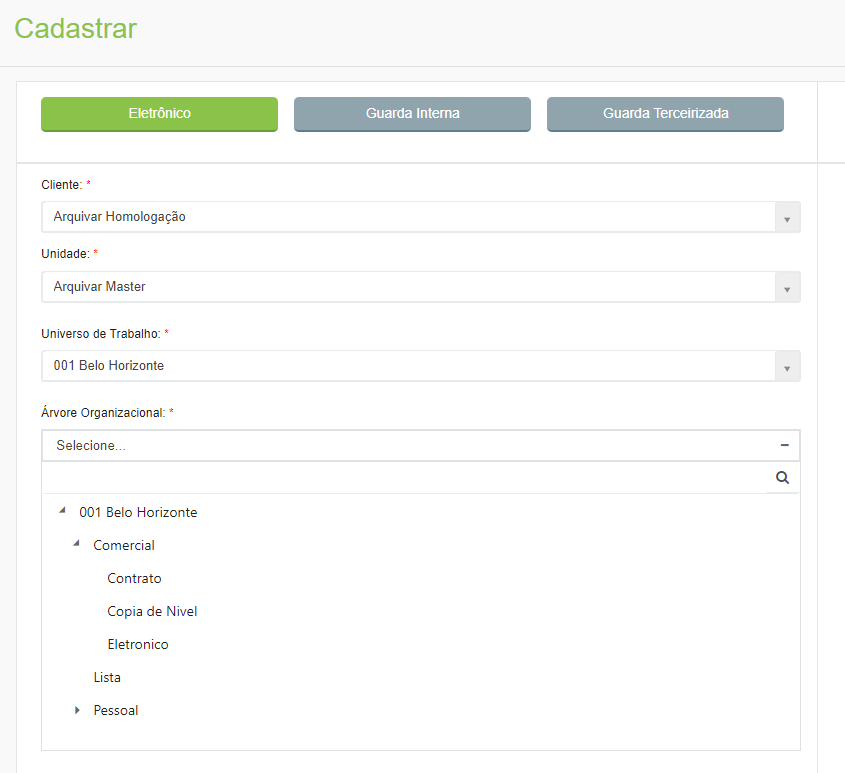 Cadastrar
Eletrônico Guarda Interna Guarda Terceirizada
Cliente: *
Arquivar Homologação
Unidade: *
Arquivar Master
Universo de Trabalho: *
001 Belo Horizonte
Árvore Organizacional: *
Selecione...
001 Belo Horizonte
Comercial
Contrato
Copia de Nivel
Eletronico
Lista
Pessoal